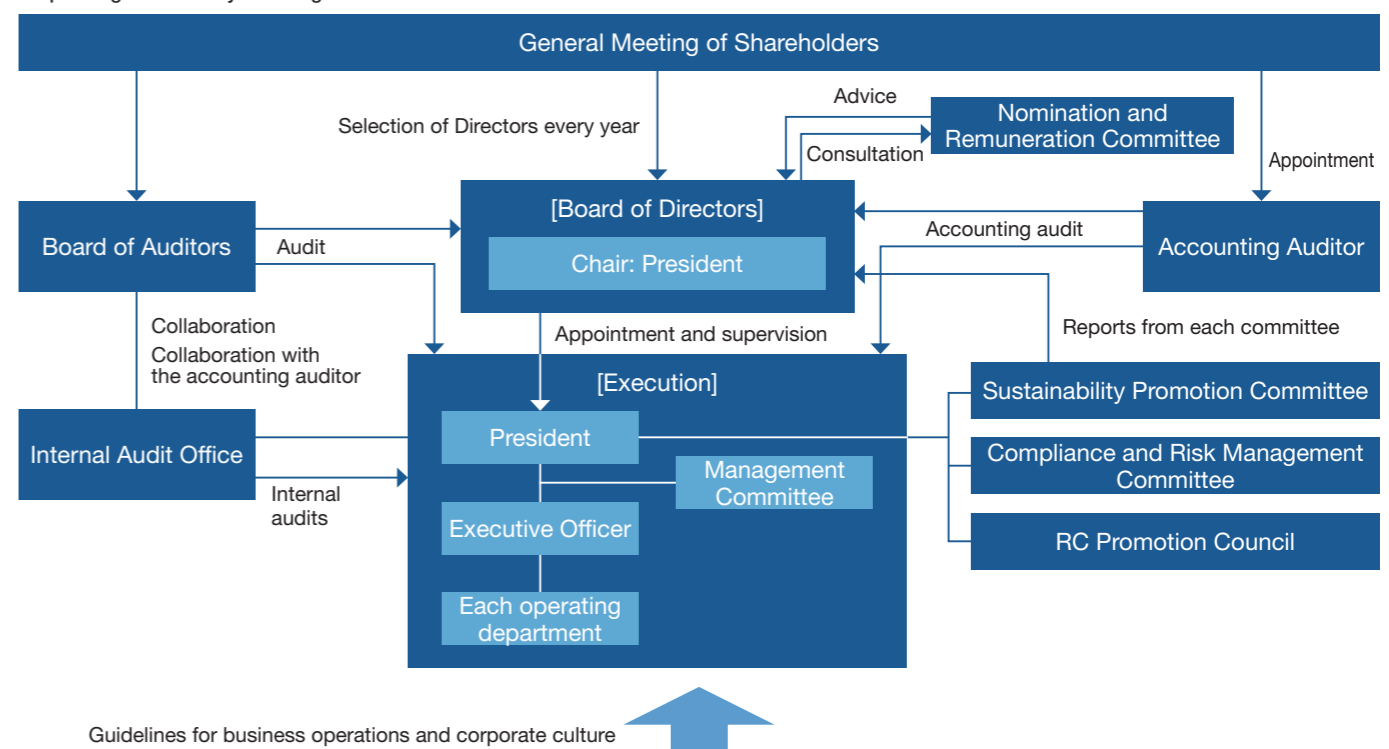 General Meeting of Shareholders
Advice
Nomination and
Remuneration Committee
Selection of Directors every year
Consultation
Appointment
[Board of Directors]
Chair: President
Board of Auditors
Audit
Accounting audit
Accounting Auditor
Collaboration
Collaboration with
the accounting auditor
Appointment and supervision
Reports from each committee
[Execution]
Sustainability Promotion Committee
President
Internal Audit Office
Compliance and Risk Management
Committee
Management
Committee
Internal
audits
Executive Officer
RC Promotion Council
Each operating
department
Guidelines for business operations and corporate culture